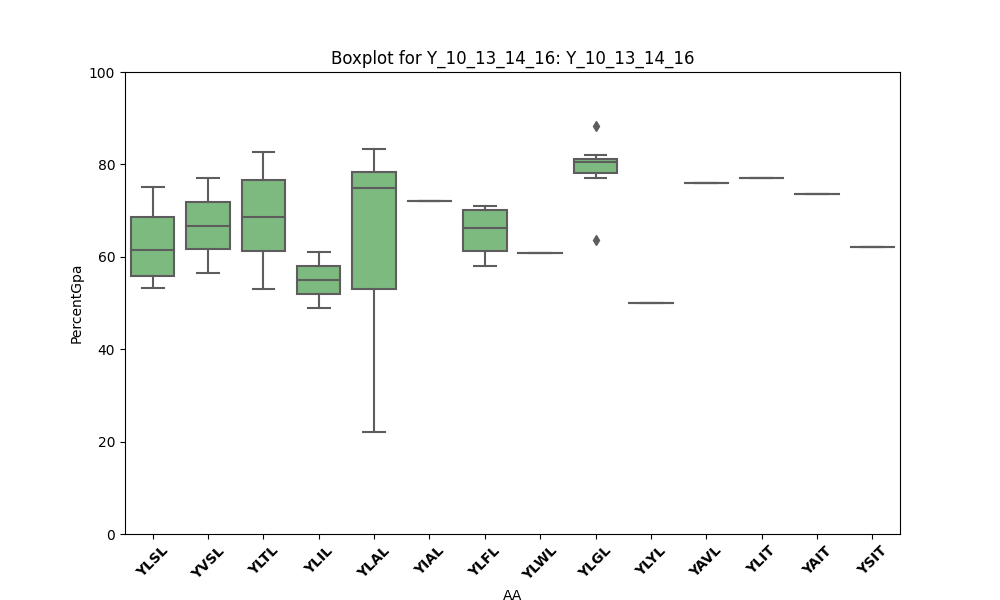 Boxplot for Y_10_13_14_16: Y_10_13_14_16
100
80
60
40
20
0
PercentGpa
YLSL YVSL YLTL YLIL YLAL YIAL YLFL YLWL YLGL YLYL YAVL YLIT YAIT YSIT
AA